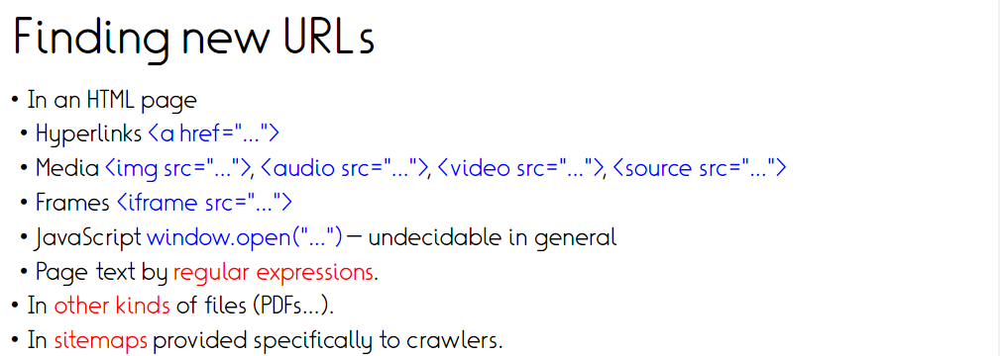 Finding new URLs
• In an HTML page
• Hyperlinks <a href="...">
• Media <img src="...">, <audio src="...">, <video src="...">, <source src="...">
• Frames <iframe src="...">
• JavaScript window.open("...") – undecidable in general
• Page text by regular expressions.
• In other kinds of files (PDFs...).
• In sitemaps provided specifically to crawlers.